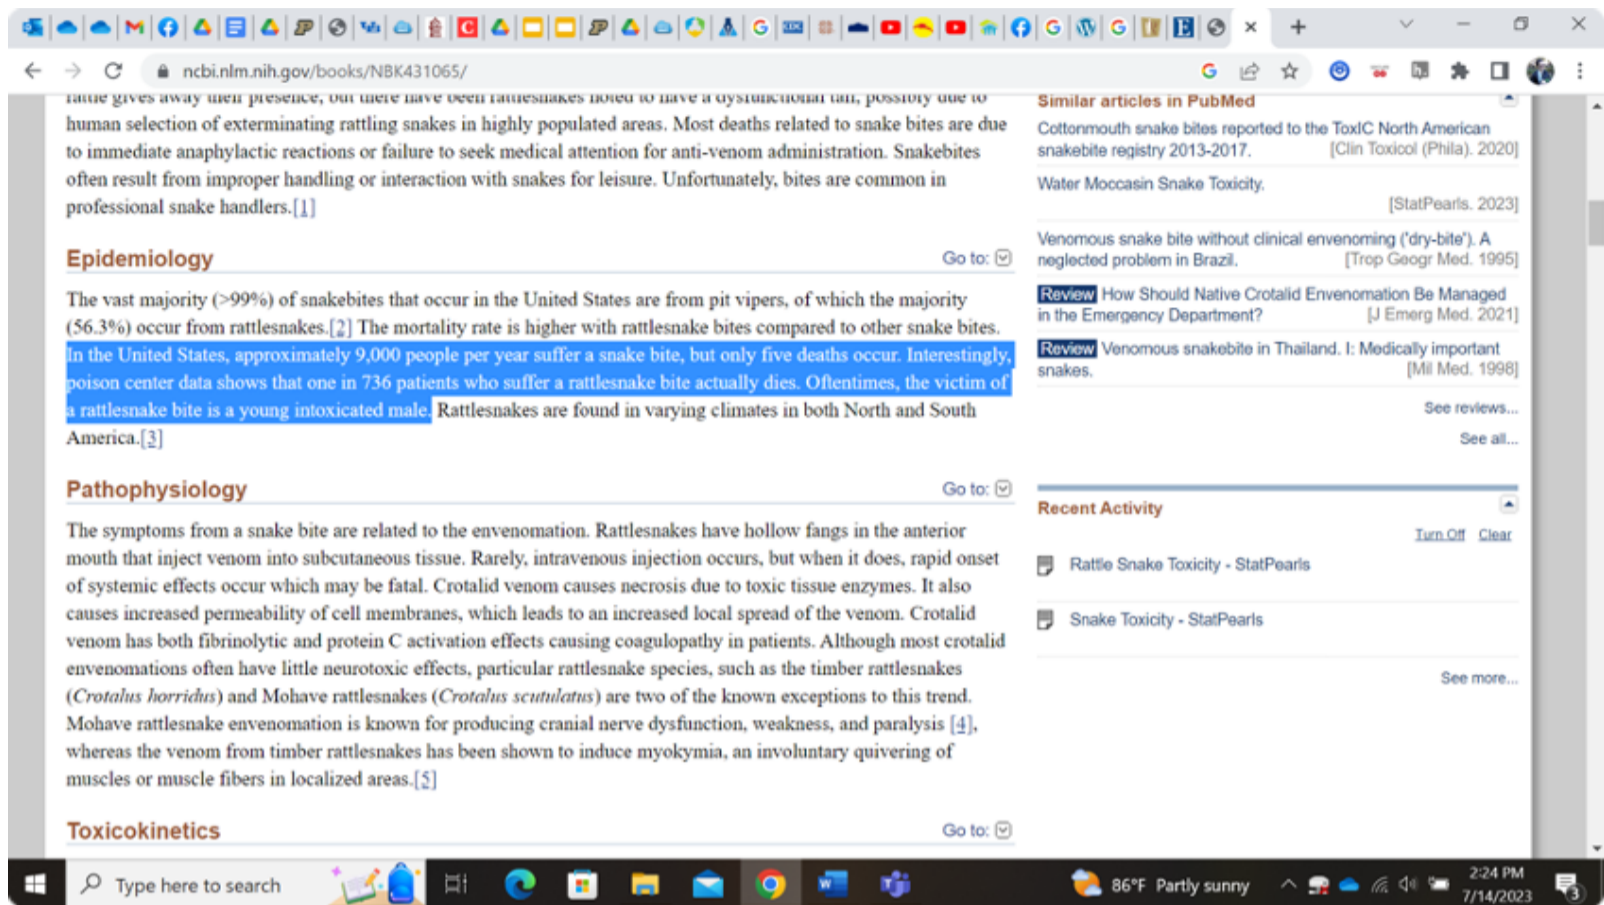 ncbi.nlm.nih.gov/books/NBK431065/
rattle gives away their presence, but there have been rattlesnakes noted to have a dysfunctional tail, possibly due to
human selection of exterminating rattling snakes in highly populated areas. Most deaths related to snake bites are due
to immediate anaphylactic reactions or failure to seek medical attention for anti-venom administration. Snakebites
often result from improper handling or interaction with snakes for leisure. Unfortunately, bites are common in
professional snake handlers.[1]
Epidemiology
Go to:
The vast majority (>99%) of snakebites that occur in the United States are from pit vipers, of which the majority
(56.3%) occur from rattlesnakes.[2] The mortality rate is higher with rattlesnake bites compared to other snake bites.
In the United States, approximately 9,000 people per year suffer a snake bite, but only five deaths occur. Interestingly,
poison center data shows that one in 736 patients who suffer a rattlesnake bite actually dies. Oftentimes, the victim of
a rattlesnake bite is a young intoxicated male. Rattlesnakes are found in varying climates in both North and South
America.[3]
Pathophysiology
Go to:
The symptoms from a snake bite are related to the envenomation. Rattlesnakes have hollow fangs in the anterior
mouth that inject venom into subcutaneous tissue. Rarely, intravenous injection occurs, but when it does, rapid onset
of systemic effects occur which may be fatal. Crotalid venom causes necrosis due to toxic tissue enzymes. It also
causes increased permeability of cell membranes, which leads to an increased local spread of the venom. Crotalid
venom has both fibrinolytic and protein C activation effects causing coagulopathy in patients. Although most crotalid
envenomations often have little neurotoxic effects, particular rattlesnake species, such as the timber rattlesnakes
(Crotalus horridus) and Mohave rattlesnakes (Crotalus scutulatus) are two of the known exceptions to this trend.
Mohave rattlesnake envenomation is known for producing cranial nerve dysfunction, weakness, and paralysis [4],
whereas the venom from timber rattlesnakes has been shown to induce myokymia, an involuntary quivering of
muscles or muscle fibers in localized areas.[5]
Toxicokinetics
Go to:
Similar articles in PubMed
Cottonmouth snake bites reported to the ToxIC North American
snakebite registry 2013-2017. [Clin Toxicol (Phila). 2020]
Water Moccasin Snake Toxicity.
[StatPearls. 2023]
Venomous snake bite without clinical envenoming ('dry-bite'). A
neglected problem in Brazil. [Trop Geogr Med. 1995]
Review How Should Native Crotalid Envenomation Be Managed
in the Emergency Department? [J Emerg Med. 2021]
Review Venomous snakebite in Thailand. I: Medically important
snakes. [Mil Med. 1998]
See reviews...
See all...
Recent Activity
Turn Off Clear
Rattle Snake Toxicity - StatPearls
Snake Toxicity - StatPearls
See more...
Type here to search
86°F Partly sunny
2:24 PM
7/14/2023
3